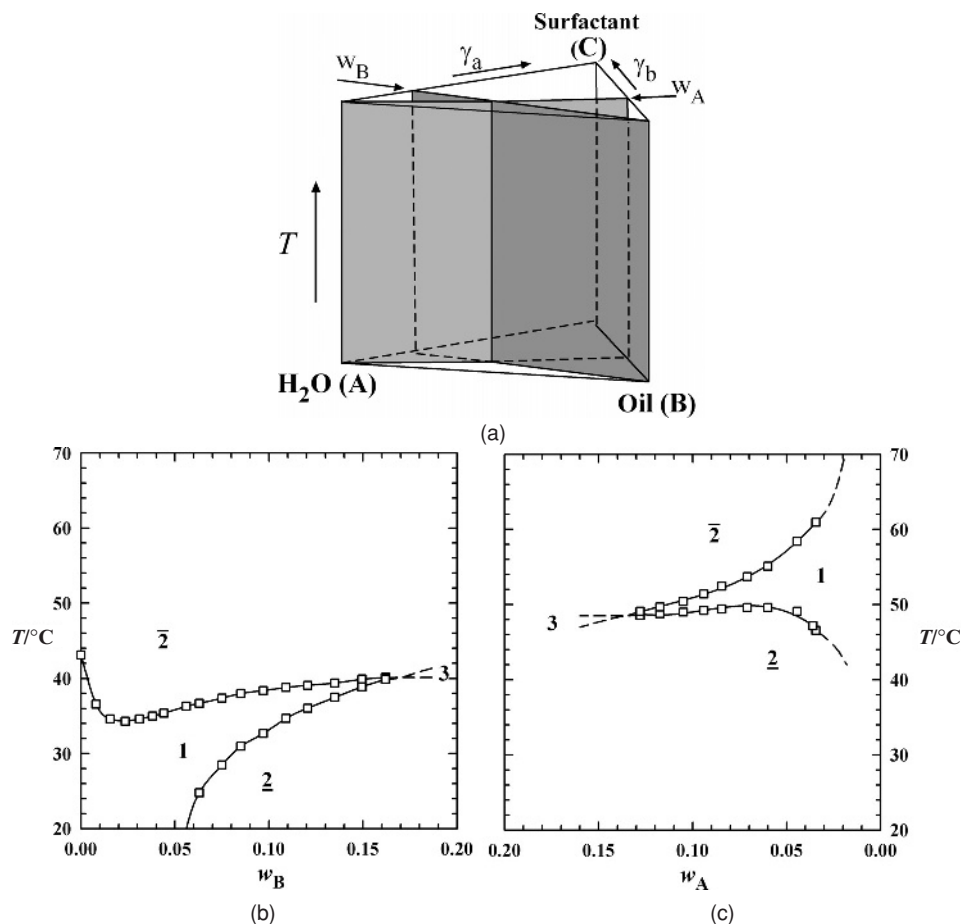 Surfactant
(C)
w_B
γ_a
γ_b
w_A
T
H₂O (A)
Oil (B)
(a)
70
60
50
T/°C
40
30
20
2̅
1
2̲
3
0.00 0.05 0.10 0.15 0.20
w_B
(b)
2̅
1
3
2̲
70
60
50
T/°C
40
30
20
0.20 0.15 0.10 0.05 0.00
w_A
(c)